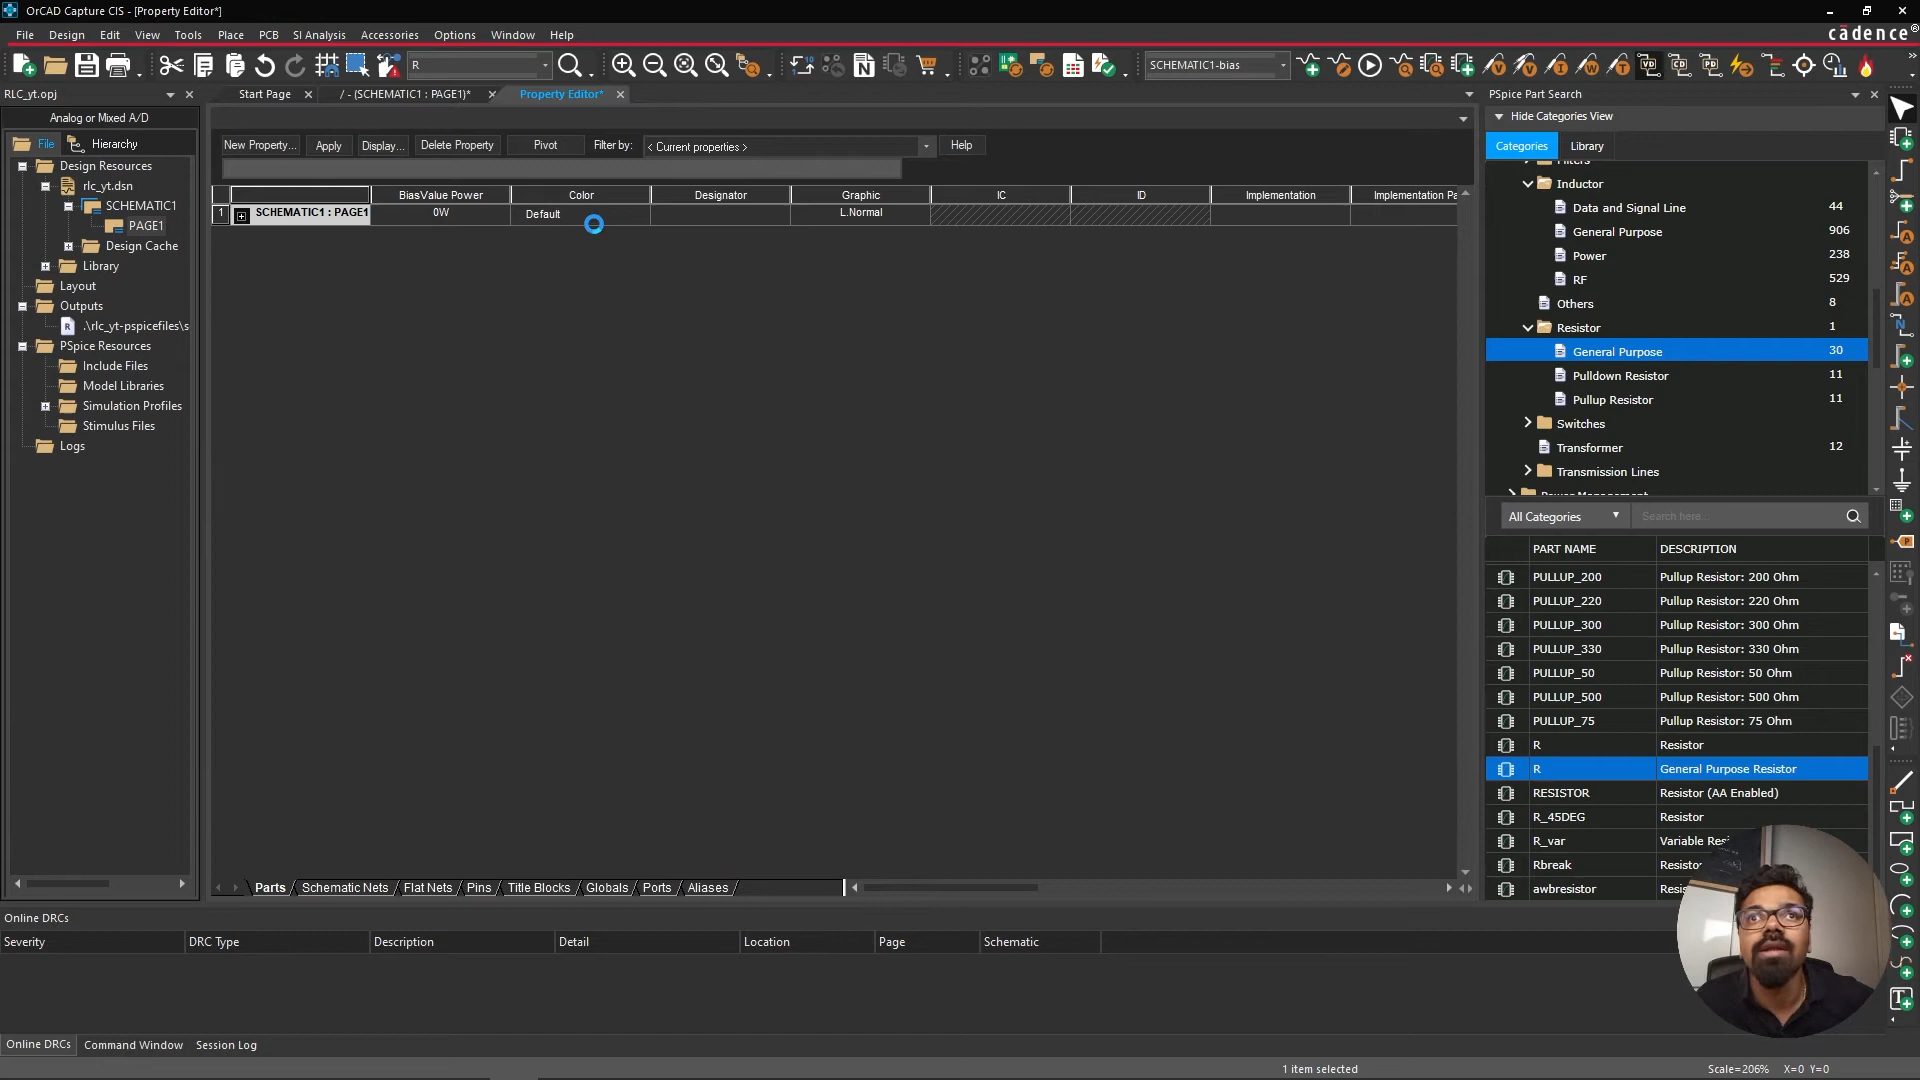 OrCAD Capture CIS - [Property Editor*]
File Design Edit View Tools Place PCB SI Analysis Accessories Options Window Help
cādence®
R
SCHEMATIC1-bias
RLC_yt.opj
Start Page
/ - (SCHEMATIC1 : PAGE1)*
Property Editor*
PSpice Part Search
Analog or Mixed A/D
File
Hierarchy
Design Resources
rlc_yt.dsn
SCHEMATIC1
PAGE1
Design Cache
Library
Layout
Outputs
.\rlc_yt-pspicefiles\s
PSpice Resources
Include Files
Model Libraries
Simulation Profiles
Stimulus Files
Logs
New Property... Apply Display... Delete Property Pivot Filter by: < Current properties > Help
BiasValue Power Color Designator Graphic IC ID Implementation Implementation Pa
1 SCHEMATIC1 : PAGE1 0W Default L.Normal
Parts Schematic Nets Flat Nets Pins Title Blocks Globals Ports Aliases
Hide Categories View
Categories Library
Filters
Inductor
Data and Signal Line 44
General Purpose 906
Power 238
RF 529
Others 8
Resistor 1
General Purpose 30
Pulldown Resistor 11
Pullup Resistor 11
Switches
Transformer 12
Transmission Lines
Power Management
All Categories Search here...
PART NAME DESCRIPTION
PULLUP_200 Pullup Resistor: 200 Ohm
PULLUP_220 Pullup Resistor: 220 Ohm
PULLUP_300 Pullup Resistor: 300 Ohm
PULLUP_330 Pullup Resistor: 330 Ohm
PULLUP_50 Pullup Resistor: 50 Ohm
PULLUP_500 Pullup Resistor: 500 Ohm
PULLUP_75 Pullup Resistor: 75 Ohm
R Resistor
R General Purpose Resistor
RESISTOR Resistor (AA Enabled)
R_45DEG Resistor
R_var Variable Resi
Rbreak Resistor
awbresistor Resis
Online DRCs
Severity DRC Type Description Detail Location Page Schematic
Online DRCs Command Window Session Log
1 item selected
Scale=206% X=0 Y=0